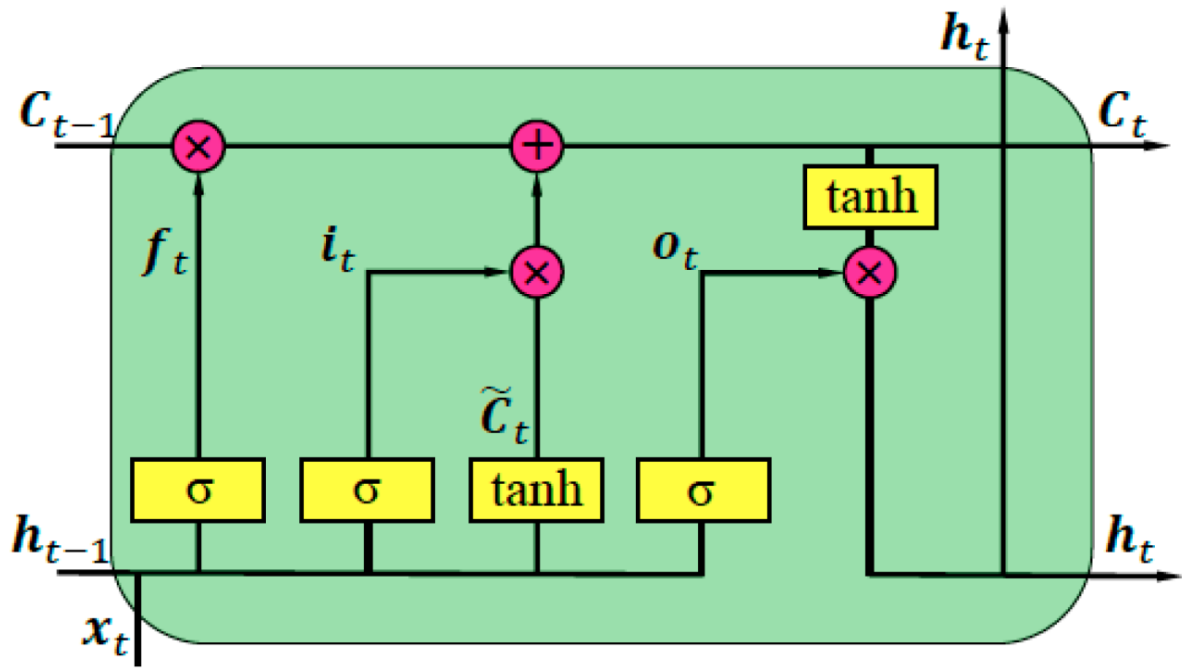 h_t
C_{t-1}
C_t
×
+
tanh
f_t
i_t
×
o_t
×
C̃_t
σ
σ
tanh
σ
h_{t-1}
h_t
x_t